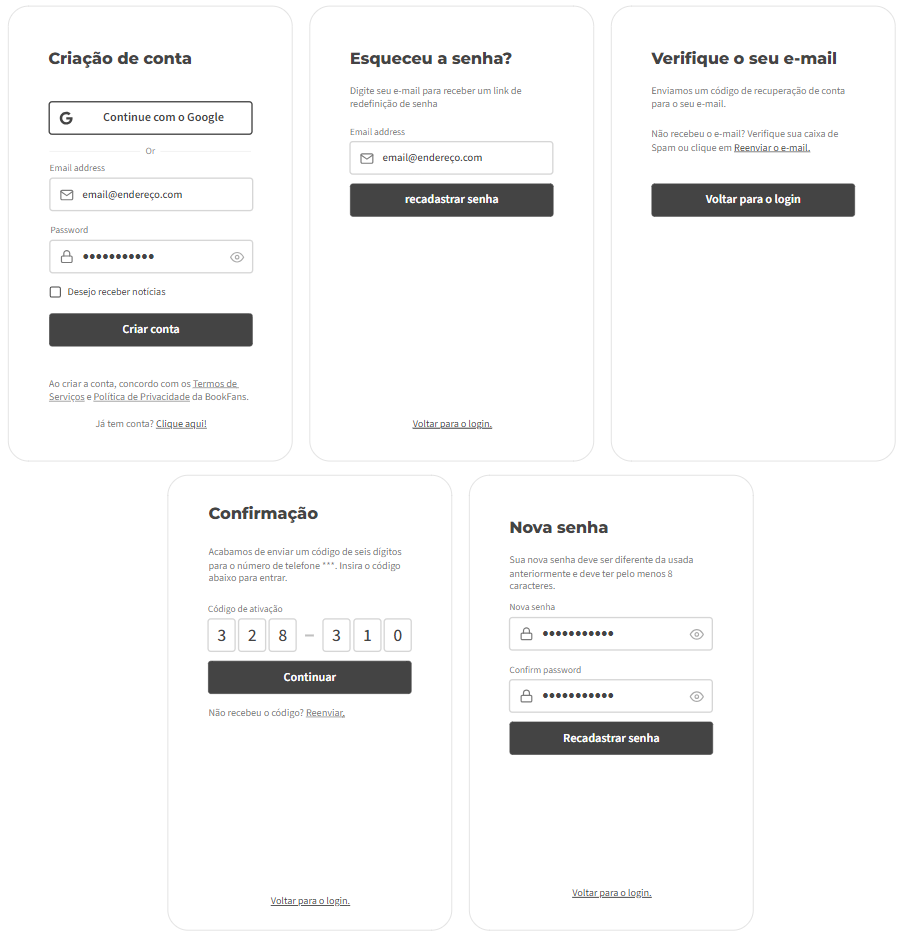 Criação de conta
Continue com o Google
Or
Email address
email@endereço.com
Password
Desejo receber notícias
Criar conta
Ao criar a conta, concordo com os Termos de
Serviços e Política de Privacidade da BookFans.
Já tem conta? Clique aqui!
Esqueceu a senha?
Digite seu e-mail para receber um link de
redefinição de senha
Email address
email@endereço.com
recadastrar senha
Voltar para o login.
Verifique o seu e-mail
Enviamos um código de recuperação de conta
para o seu e-mail.
Não recebeu o e-mail? Verifique sua caixa de
Spam ou clique em Reenviar o e-mail.
Voltar para o login
Confirmação
Acabamos de enviar um código de seis dígitos
para o número de telefone ***. Insira o código
abaixo para entrar.
Código de ativação
3 2 8 – 3 1 0
Continuar
Não recebeu o código? Reenviar.
Voltar para o login.
Nova senha
Sua nova senha deve ser diferente da usada
anteriormente e deve ter pelo menos 8
caracteres.
Nova senha
Confirm password
Recadastrar senha
Voltar para o login.